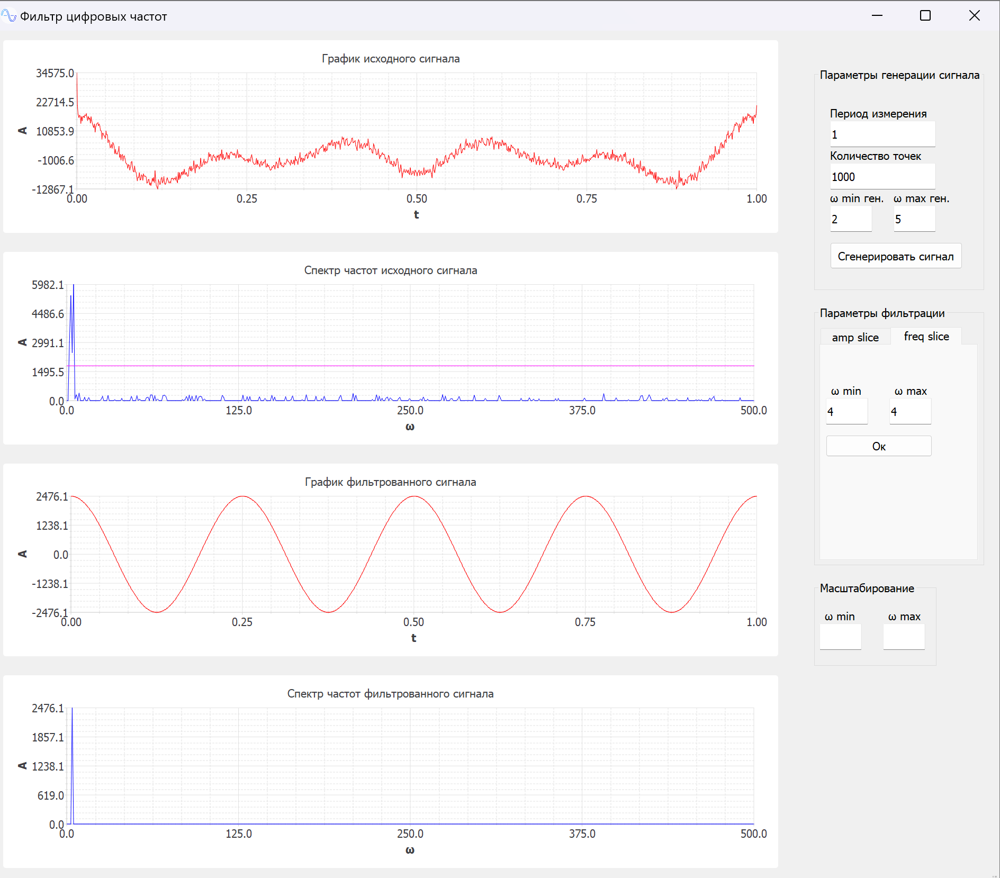 Фильтр цифровых частот
График исходного сигнала
34575.0
22714.5
10853.9
-1006.6
-12867.1
A
0.00 0.25 0.50 0.75 1.00
t
Спектр частот исходного сигнала
5982.1
4486.6
2991.1
1495.5
0.0
A
0.0 125.0 250.0 375.0 500.0
ω
График фильтрованного сигнала
2476.1
1238.1
0.0
-1238.1
-2476.1
A
0.00 0.25 0.50 0.75 1.00
t
Спектр частот фильтрованного сигнала
2476.1
1857.1
1238.1
619.0
0.0
A
0.0 125.0 250.0 375.0 500.0
ω
Параметры генерации сигнала
Период измерения
1
Количество точек
1000
ω min ген. ω max ген.
2 5
Сгенерировать сигнал
Параметры фильтрации
amp slice freq slice
ω min ω max
4 4
Ок
Масштабирование
ω min ω max